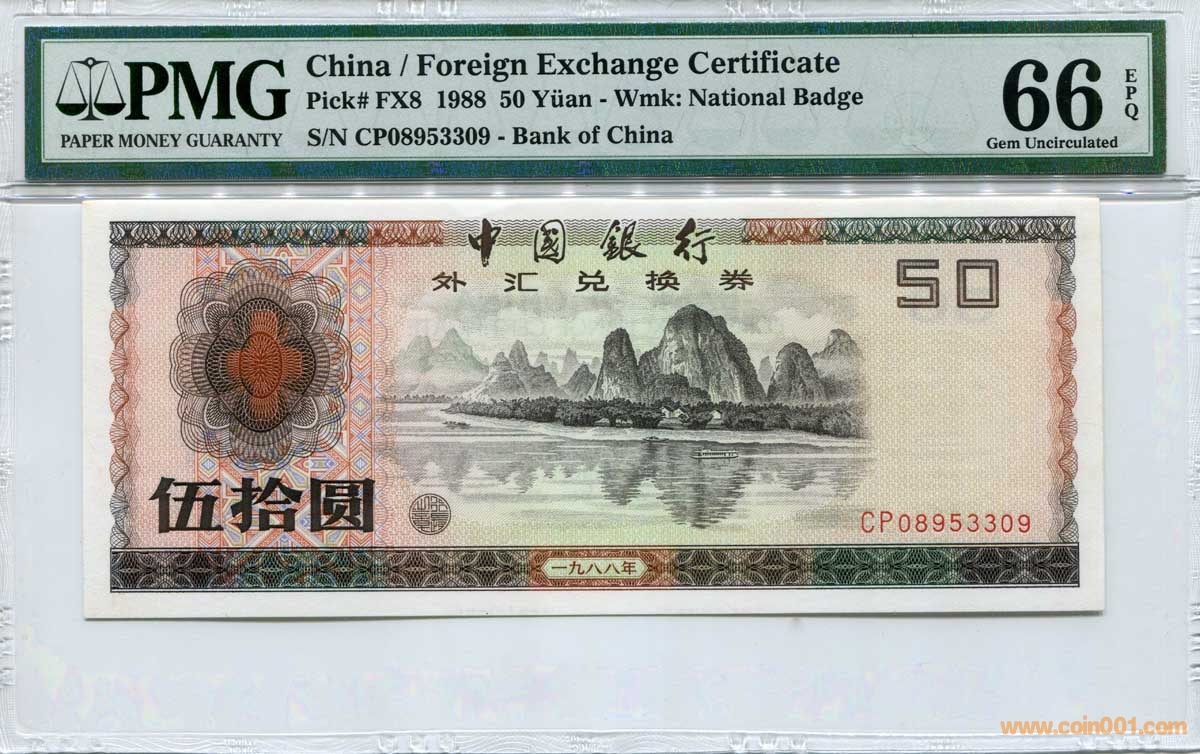 PMG
PAPER MONEY GUARANTY
China / Foreign Exchange Certificate
Pick# FX8 1988 50 Yüan - Wmk: National Badge
S/N CP08953309 - Bank of China
66
EPQ
Gem Uncirculated
中國銀行
外汇兑换券
50
伍拾圆
CP08953309
一九八八年
www.coin001.com